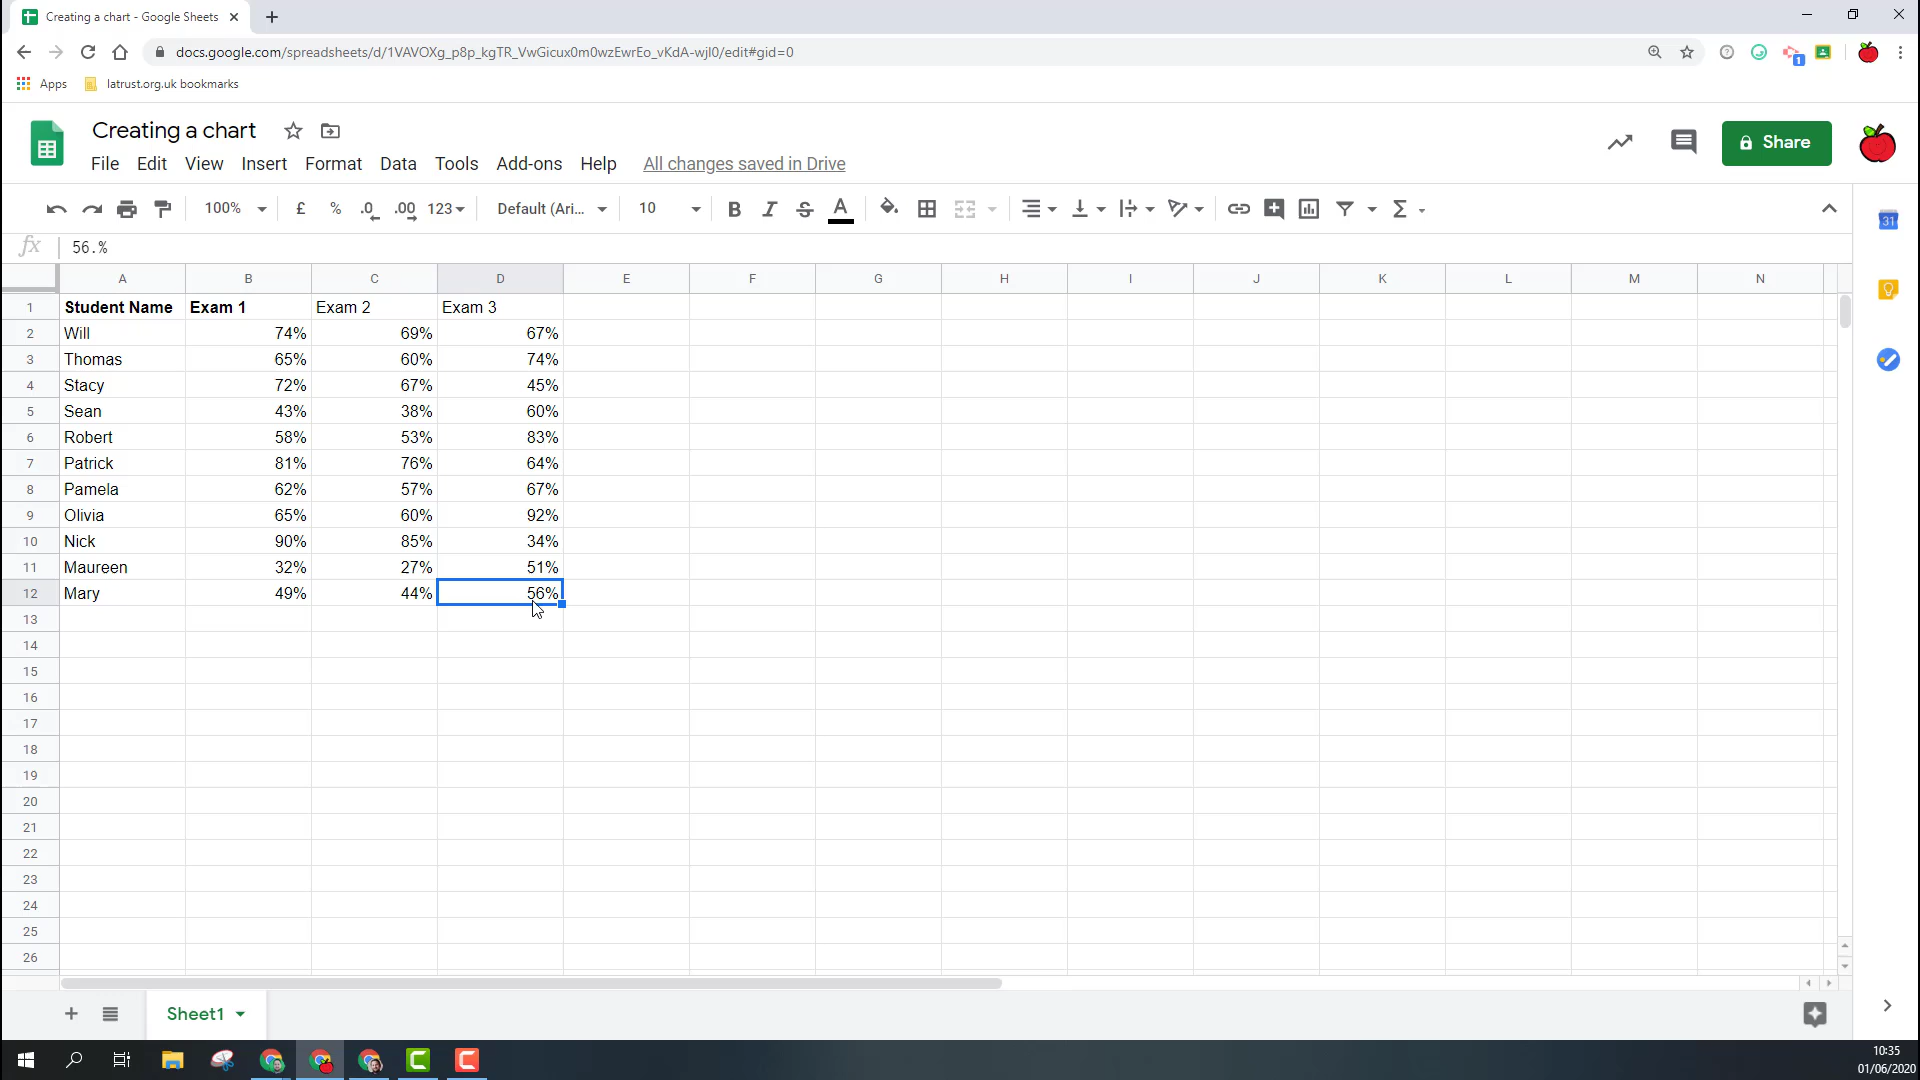 Creating a chart - Google Sheets
docs.google.com/spreadsheets/d/1VAVOXg_p8p_kgTR_VwGicux0m0wzEwrEo_vKdA-wjI0/edit#gid=0
1
Apps latrust.org.uk bookmarks
Creating a chart
File Edit View Insert Format Data Tools Add-ons Help All changes saved in Drive
Share
100% £ % .0 .00 123 Default (Ari... 10 B I S A Σ
31
fx 56.%
A B C D E F G H I J K L M N
1 Student Name Exam 1 Exam 2 Exam 3
2 Will 74% 69% 67%
3 Thomas 65% 60% 74%
4 Stacy 72% 67% 45%
5 Sean 43% 38% 60%
6 Robert 58% 53% 83%
7 Patrick 81% 76% 64%
8 Pamela 62% 57% 67%
9 Olivia 65% 60% 92%
10 Nick 90% 85% 34%
11 Maureen 32% 27% 51%
12 Mary 49% 44% 56%
13
14
15
16
17
18
19
20
21
22
23
24
25
26
Sheet1
10:35
01/06/2020